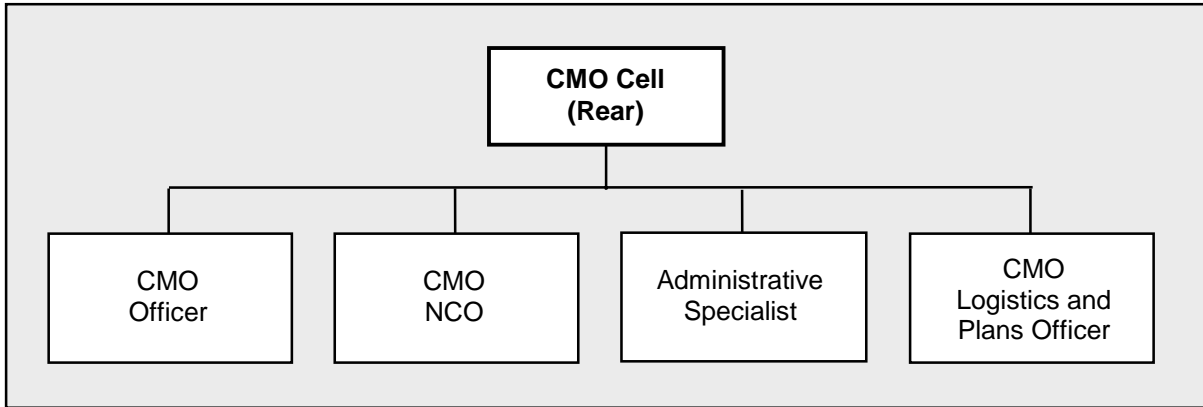 CMO Cell
(Rear)
CMO
Officer
CMO
NCO
Administrative
Specialist
CMO
Logistics and
Plans Officer